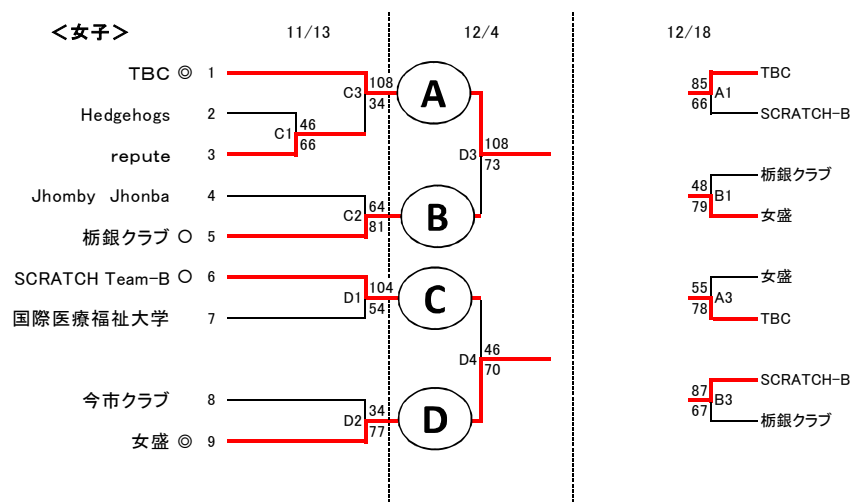 ＜女子＞ 11/13 12/4 12/18
TBC ◎ 1
Hedgehogs 2
repute 3
Jhomby Jhonba 4
栃銀クラブ ○ 5
SCRATCH Team-B ○ 6
国際医療福祉大学 7
今市クラブ 8
女盛 ◎ 9
C1 46 66
C3 108 34
C2 64 81
D1 104 54
D2 34 77
A
B
C
D
D3 108 73
D4 46 70
85 66 A1 TBC
SCRATCH-B
48 79 B1 栃銀クラブ
女盛
55 78 A3 女盛
TBC
87 67 B3 SCRATCH-B
栃銀クラブ